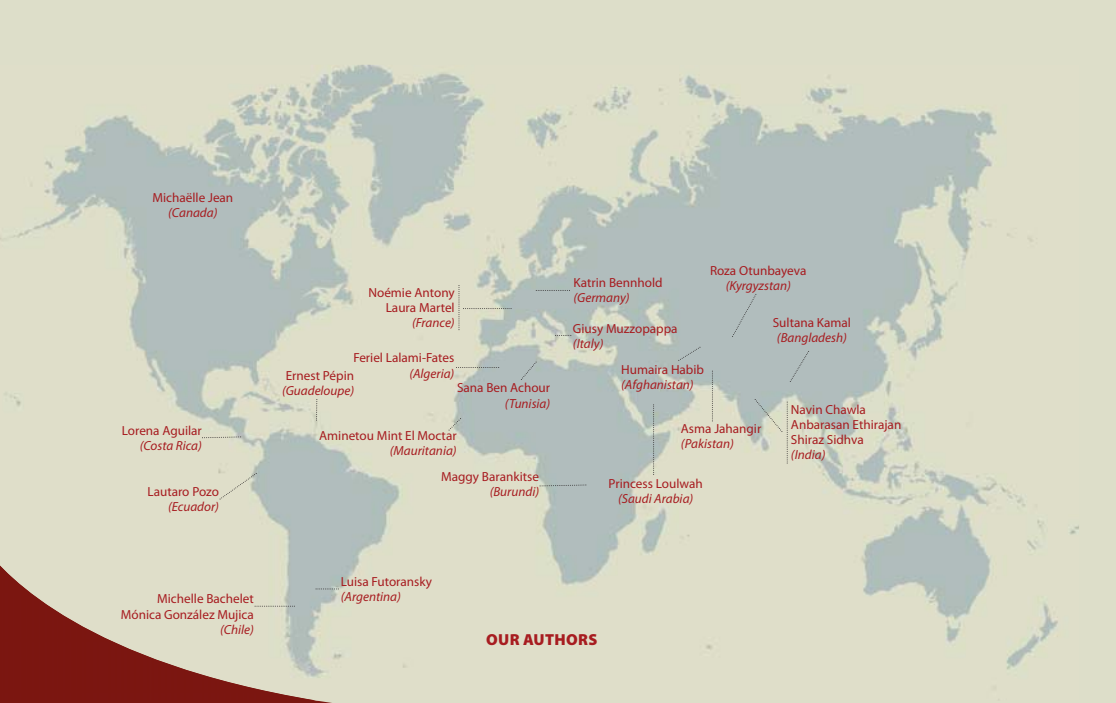 Michaëlle Jean
(Canada)
Roza Otunbayeva
(Kyrgyzstan)
Katrin Bennhold
(Germany)
Noémie Antony
Laura Martel
(France)
Sultana Kamal
(Bangladesh)
Giusy Muzzopappa
(Italy)
Feriel Lalami-Fates
(Algeria)
Humaira Habib
(Afghanistan)
Ernest Pépin
(Guadeloupe)
Sana Ben Achour
(Tunisia)
Navin Chawla
Anbarasan Ethirajan
Shiraz Sidhva
(India)
Asma Jahangir
(Pakistan)
Lorena Aguilar
(Costa Rica)
Aminetou Mint El Moctar
(Mauritania)
Maggy Barankitse
(Burundi)
Princess Loulwah
(Saudi Arabia)
Lautaro Pozo
(Ecuador)
Luisa Futoransky
(Argentina)
Michelle Bachelet
Mónica González Mujica
(Chile)
OUR AUTHORS